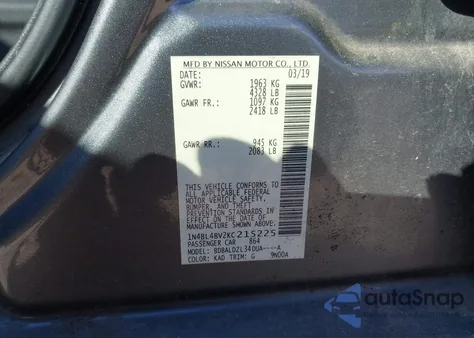 MFD BY NISSAN MOTOR CO., LTD.
DATE: 03/19
GVWR: 1963 KG
4328 LB
GAWR FR.: 1097 KG
2418 LB
GAWR RR.: 945 KG
2083 LB
THIS VEHICLE CONFORMS TO ALL
APPLICABLE FEDERAL
MOTOR VEHICLE SAFETY,
BUMPER, AND THEFT
PREVENTION STANDARDS
IN EFFECT ON THE DATE OF
MANUFACTURE SHOWN ABOVE.
1N4BL4BV2KC215225
PASSENGER CAR 864
MODEL: BDBALDZL34DUA----A
COLOR: KAD TRIM: G 9N00A
autoSnap